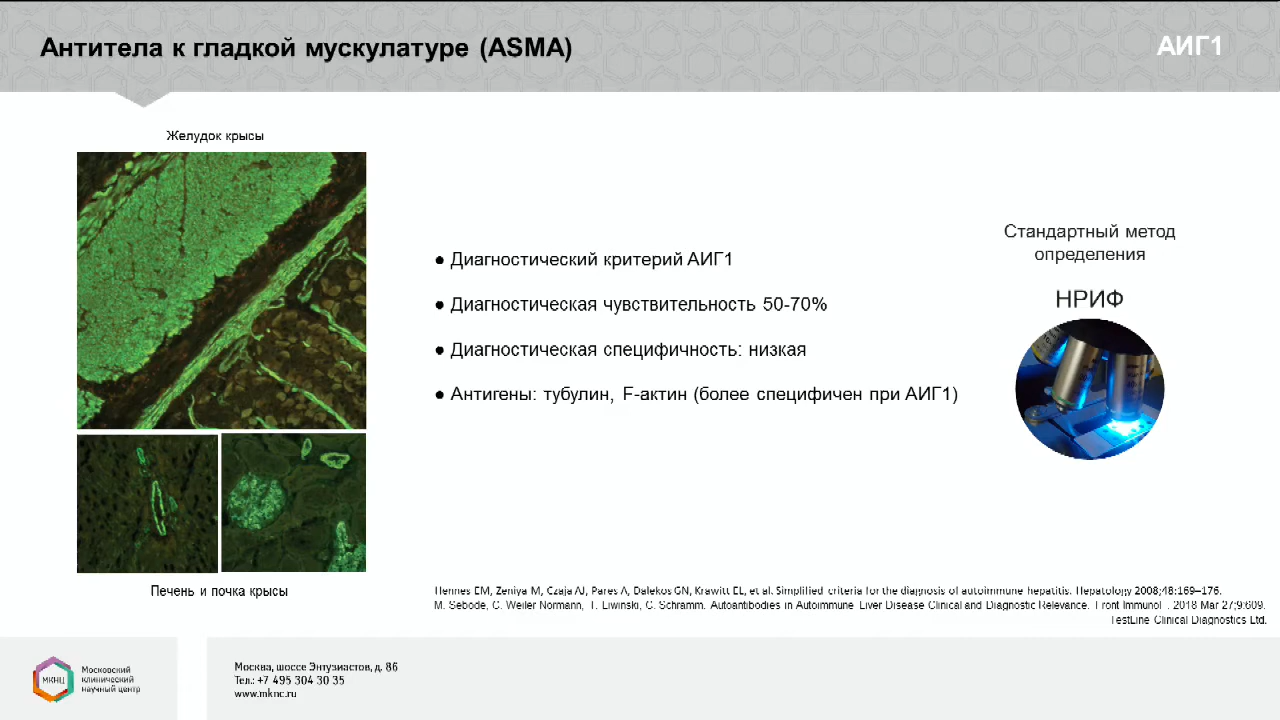 Антитела к гладкой мускулатуре (ASMA)
АИГ1
Желудок крысы
Стандартный метод
определения
НРИФ
● Диагностический критерий АИГ1
● Диагностическая чувствительность 50-70%
● Диагностическая специфичность: низкая
● Антигены: тубулин, F-актин (более специфичен при АИГ1)
Печень и почка крысы
Hennes EM, Zeniya M, Czaja AJ, Pares A, Dalekos GN, Krawitt EL, et al. Simplified criteria for the diagnosis of autoimmune hepatitis. Hepatology 2008;48:169–176.
M. Sebode, C. Weiler Normann, T. Liwinski, C. Schramm. Autoantibodies in Autoimmune Liver Disease Clinical and Diagnostic Relevance. Front Immunol . 2018 Mar 27;9:609.
TestLine Clinical Diagnostics Ltd.
МКНЦ
Московский
клинический
научный центр
Москва, шоссе Энтузиастов, д. 86
Тел.: +7 495 304 30 35
www.mknc.ru